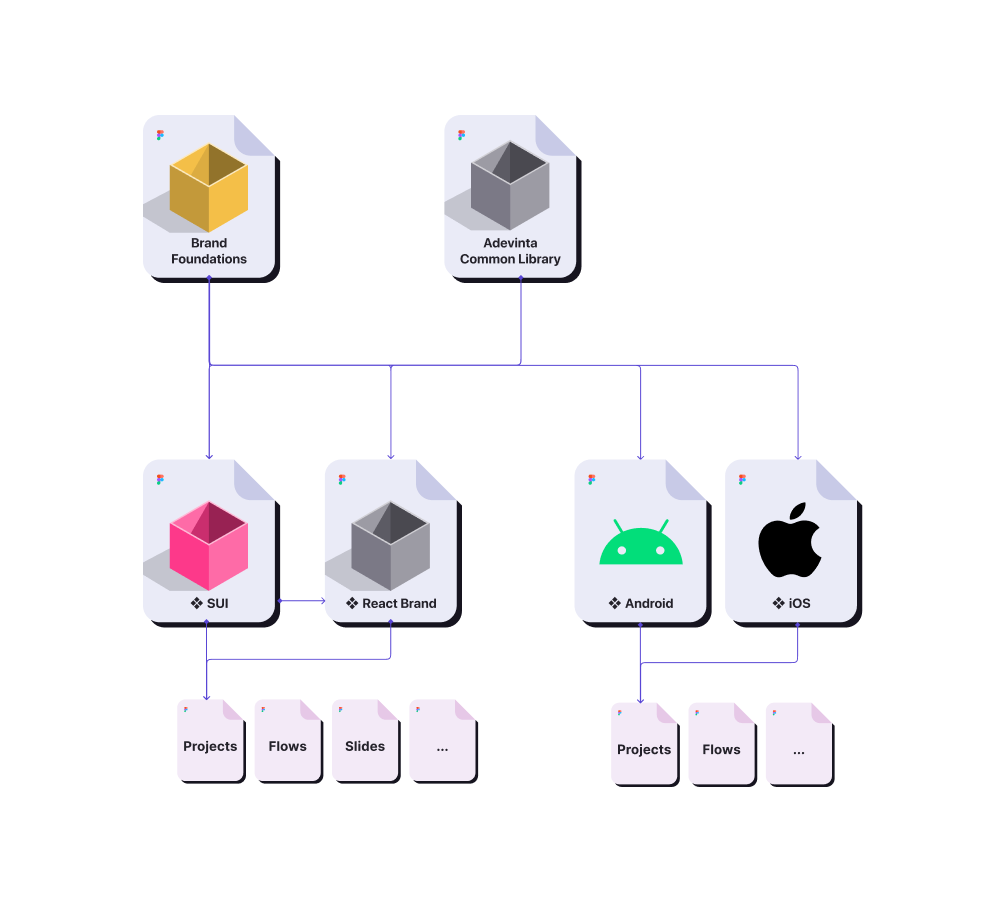 Brand
Foundations
Adevinta
Common Library
❖ SUI
❖ React Brand
❖ Android
❖ iOS
Projects
Flows
Slides
...
Projects
Flows
...